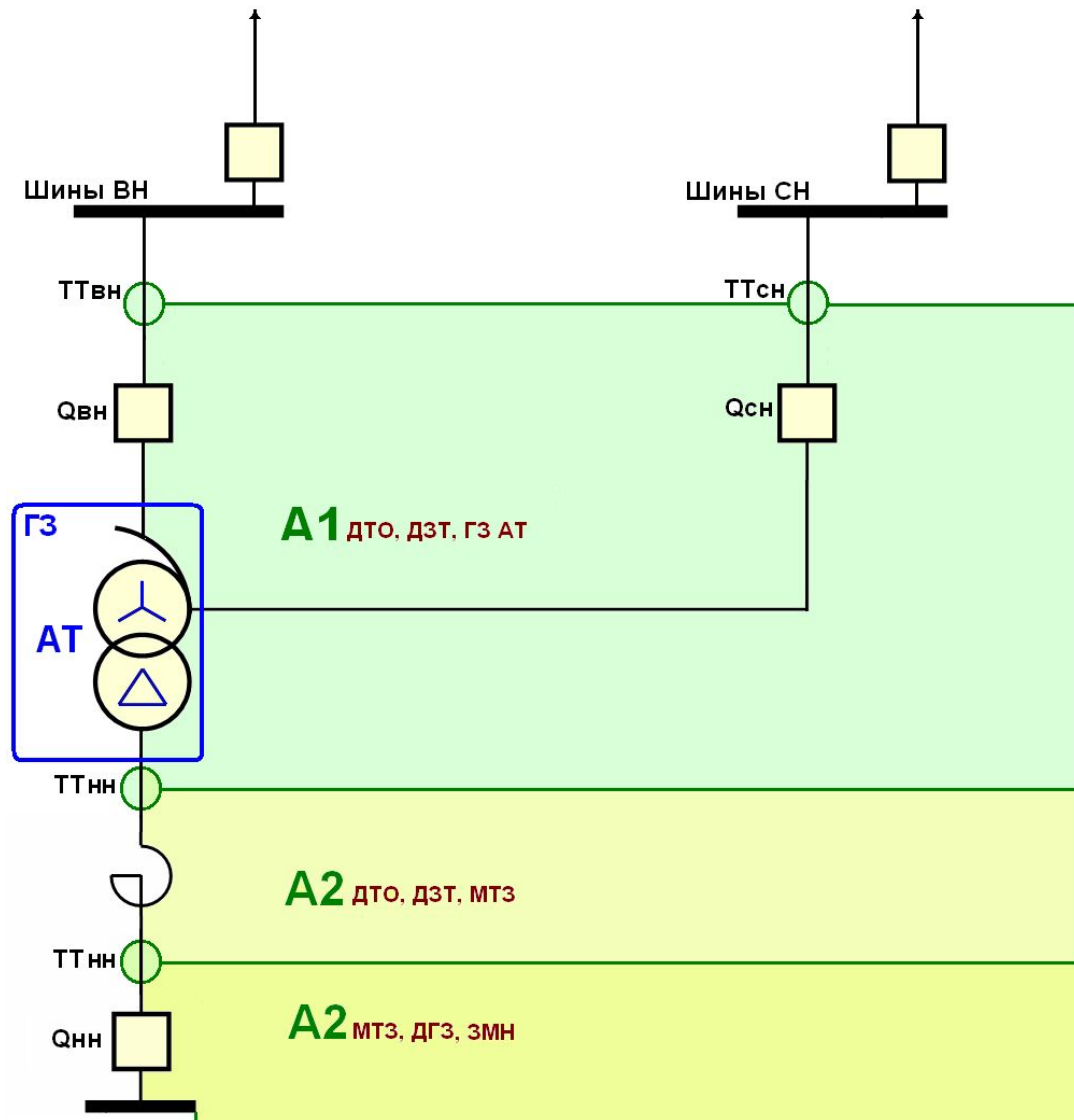 Шины ВН
Шины СН
ТТвн
ТТсн
Qвн
Qсн
ГЗ
А1 ДТО, ДЗТ, ГЗ АТ
АТ
ТТнн
А2 ДТО, ДЗТ, МТЗ
ТТнн
А2 МТЗ, ДГЗ, ЗМН
Qнн